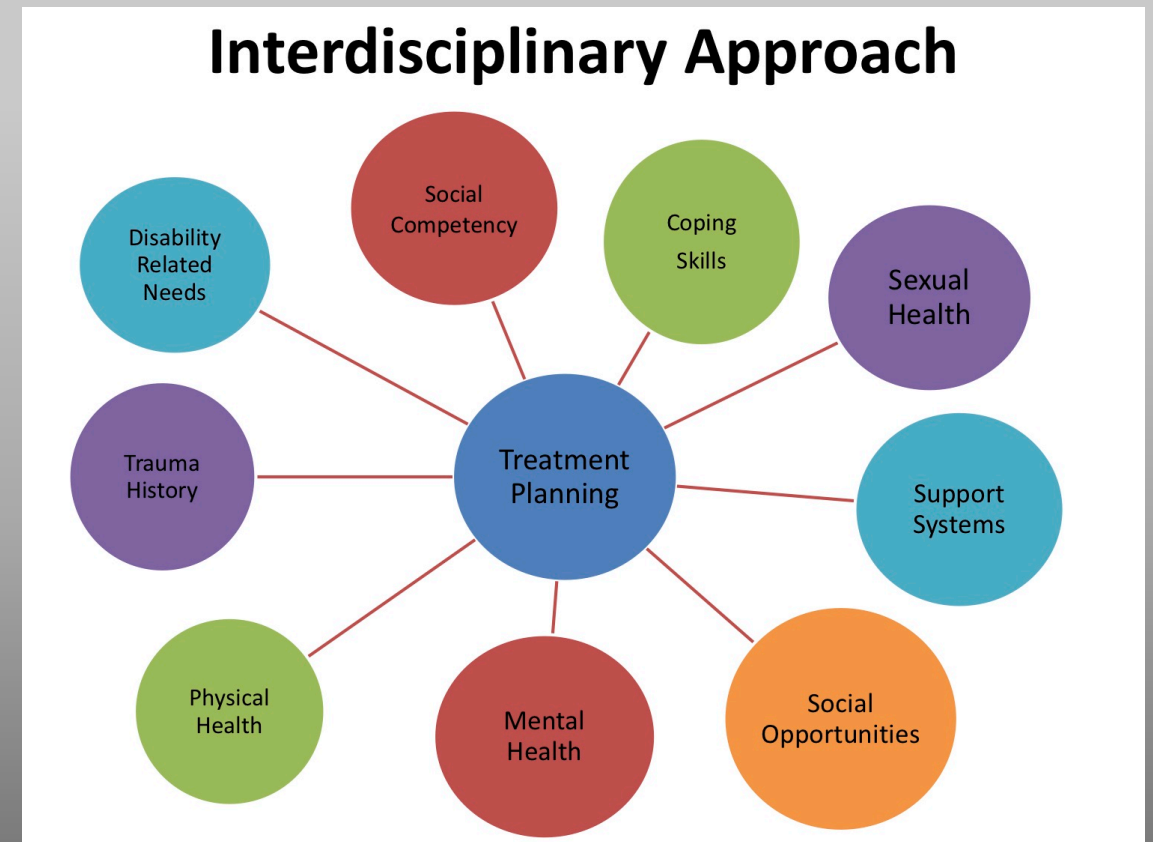 Interdisciplinary Approach
Social
Competency
Coping
Skills
Disability
Related
Needs
Sexual
Health
Treatment
Planning
Trauma
History
Support
Systems
Physical
Health
Mental
Health
Social
Opportunities